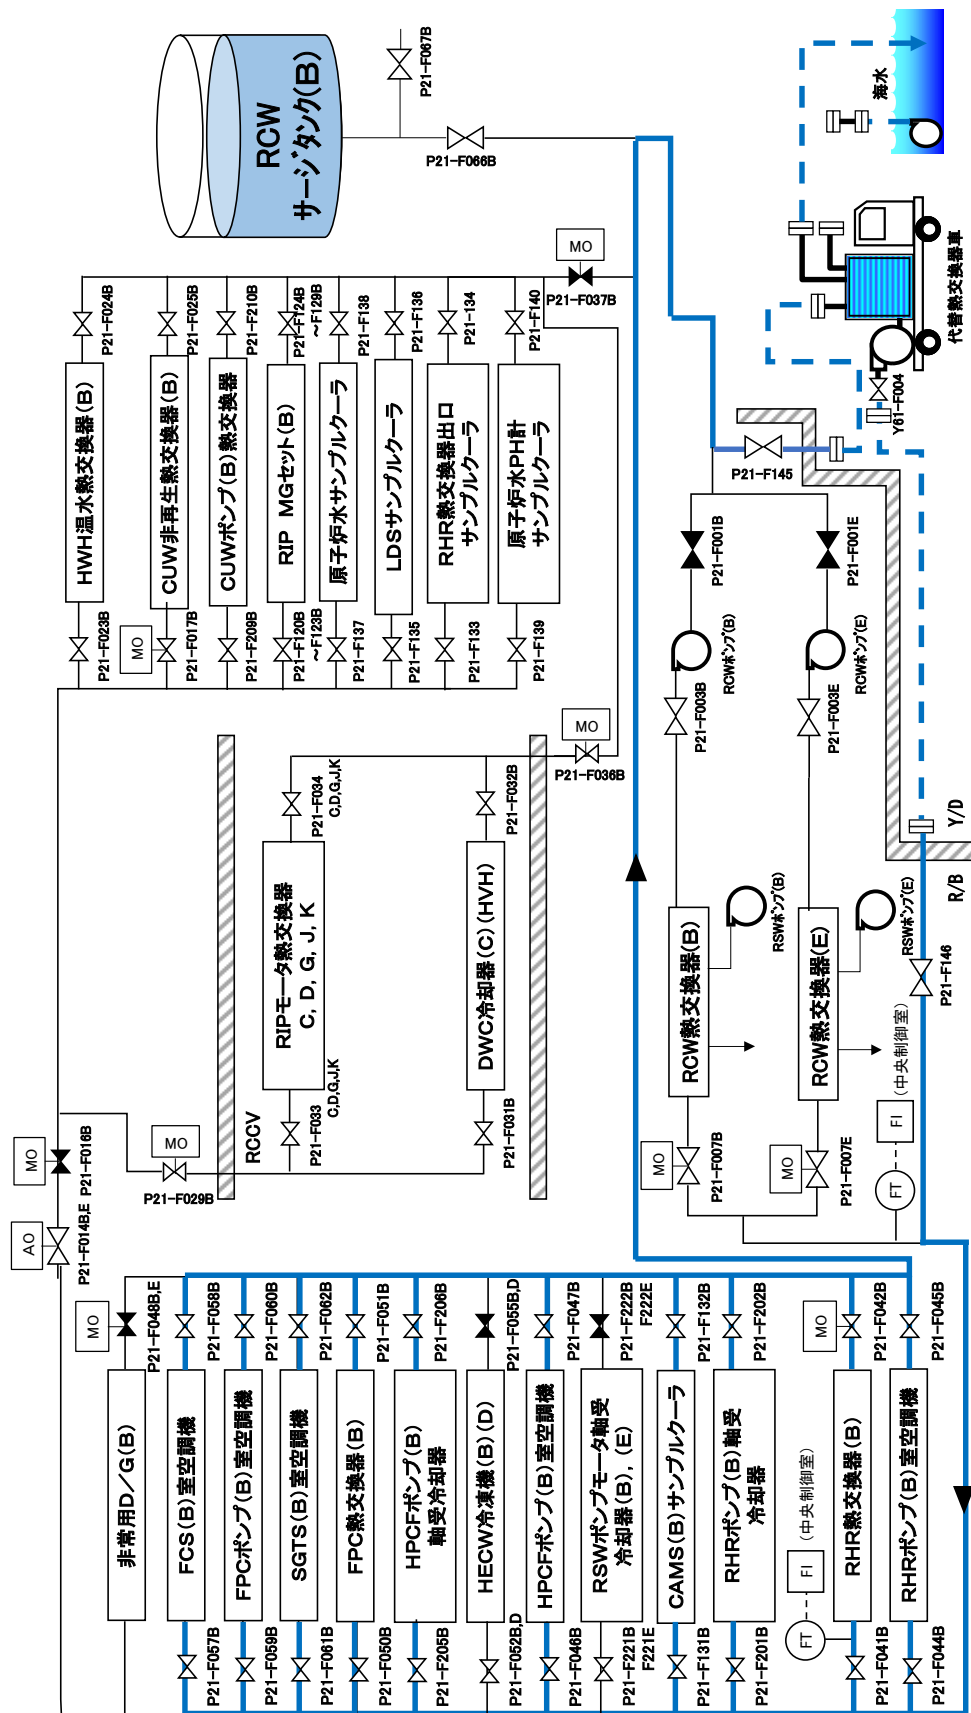 RCW
サージタンク(B)
P21-F067B
P21-F066B
海水
代替熱交換器車
Y61-F004
MO
P21-F037B
P21-F024B
P21-F025B
P21-F210B
P21-F124B
～F129B
P21-F138
P21-F136
P21-134
P21-F140
HWH温水熱交換器(B)
CUW非再生熱交換器(B)
CUWポンプ(B)熱交換器
RIP MGセット(B)
原子炉水サンプルクーラ
LDSサンプルクーラ
RHR熱交換器出口
サンプルクーラ
原子炉水PH計
サンプルクーラ
P21-F023B
MO
P21-F017B
P21-F209B
P21-F120B
～F123B
P21-F137
P21-F135
P21-F133
P21-F139
P21-F145
P21-F001B
P21-F001E
RCWポンプ(B)
RCWポンプ(E)
P21-F003B
P21-F003E
MO
P21-F036B
P21-F034
C,D,G,J,K
P21-F032B
RIPモータ熱交換器
C, D, G, J, K
DWC冷却器(C)(HVH)
P21-F033
C,D,G,J,K
P21-F031B
RCCV
MO
P21-F029B
MO
P21-F016B
AO
P21-F014B,E
RCW熱交換器(B)
RCW熱交換器(E)
RSWポンプ(B)
RSWポンプ(E)
Y/D
R/B
P21-F146
MO
P21-F007B
MO
P21-F007E
(中央制御室)
FI
FT
MO
P21-F048B,E
P21-F058B
P21-F060B
P21-F062B
P21-F051B
P21-F206B
P21-F055B,D
P21-F047B
P21-F222B
F222E
P21-F132B
P21-F202B
MO
P21-F042B
P21-F045B
非常用D／G(B)
FCS(B)室空調機
FPCポンプ(B)室空調機
SGTS(B)室空調機
FPC熱交換器(B)
HPCFポンプ(B)
軸受冷却器
HECW冷凍機(B)(D)
HPCFポンプ(B)室空調機
RSWポンプモータ軸受
冷却器(B), (E)
CAMS(B)サンプルクーラ
RHRポンプ(B)軸受
冷却器
(中央制御室)
FI
FT
RHR熱交換器(B)
RHRポンプ(B)室空調機
P21-F057B
P21-F059B
P21-F061B
P21-F050B
P21-F205B
P21-F052B,D
P21-F046B
P21-F221B
F221E
P21-F131B
P21-F201B
P21-F041B
P21-F044B